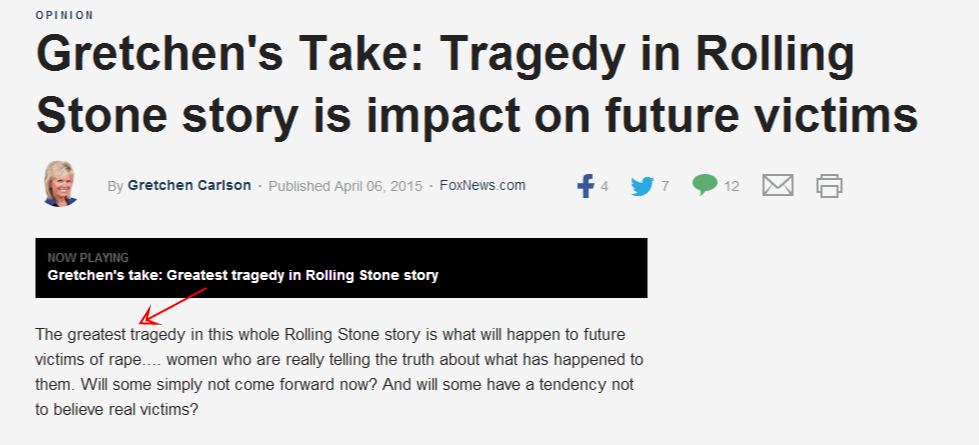 OPINION
Gretchen's Take: Tragedy in Rolling
Stone story is impact on future victims
By Gretchen Carlson · Published April 06, 2015 · FoxNews.com
4 7 12
NOW PLAYING
Gretchen's take: Greatest tragedy in Rolling Stone story
The greatest tragedy in this whole Rolling Stone story is what will happen to future
victims of rape.... women who are really telling the truth about what has happened to
them. Will some simply not come forward now? And will some have a tendency not
to believe real victims?